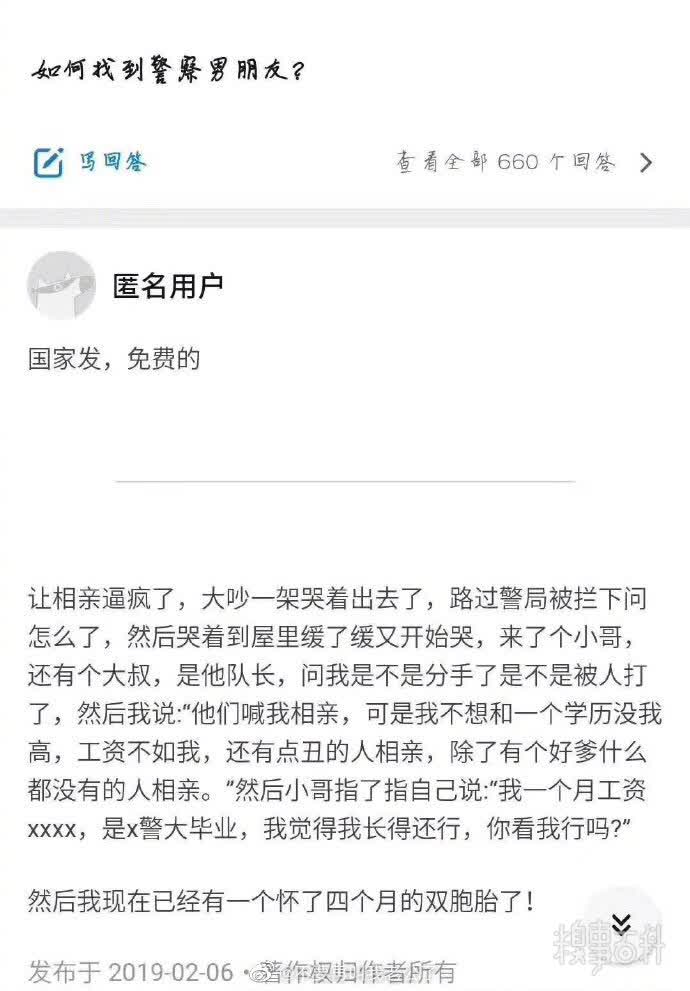 如何找到警察男朋友?
写回答
查看全部 660 个回答
匿名用户
国家发，免费的
让相亲逼疯了，大吵一架哭着出去了，路过警局被拦下问
怎么了，然后哭着到屋里缓了缓又开始哭，来了个小哥，
还有个大叔，是他队长，问我是不是分手了是不是被人打
了，然后我说:“他们喊我相亲，可是我不想和一个学历没我
高，工资不如我，还有点丑的人相亲，除了有个好爹什么
都没有的人相亲。”然后小哥指了指自己说:“我一个月工资
xxxx，是x警大毕业，我觉得我长得还行，你看我行吗?”
然后我现在已经有一个怀了四个月的双胞胎了！
发布于 2019-02-06 · 著作权归作者所有
糗事百科